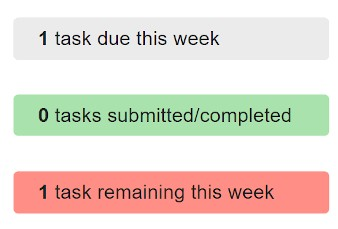 1 task due this week
0 tasks submitted/completed
1 task remaining this week